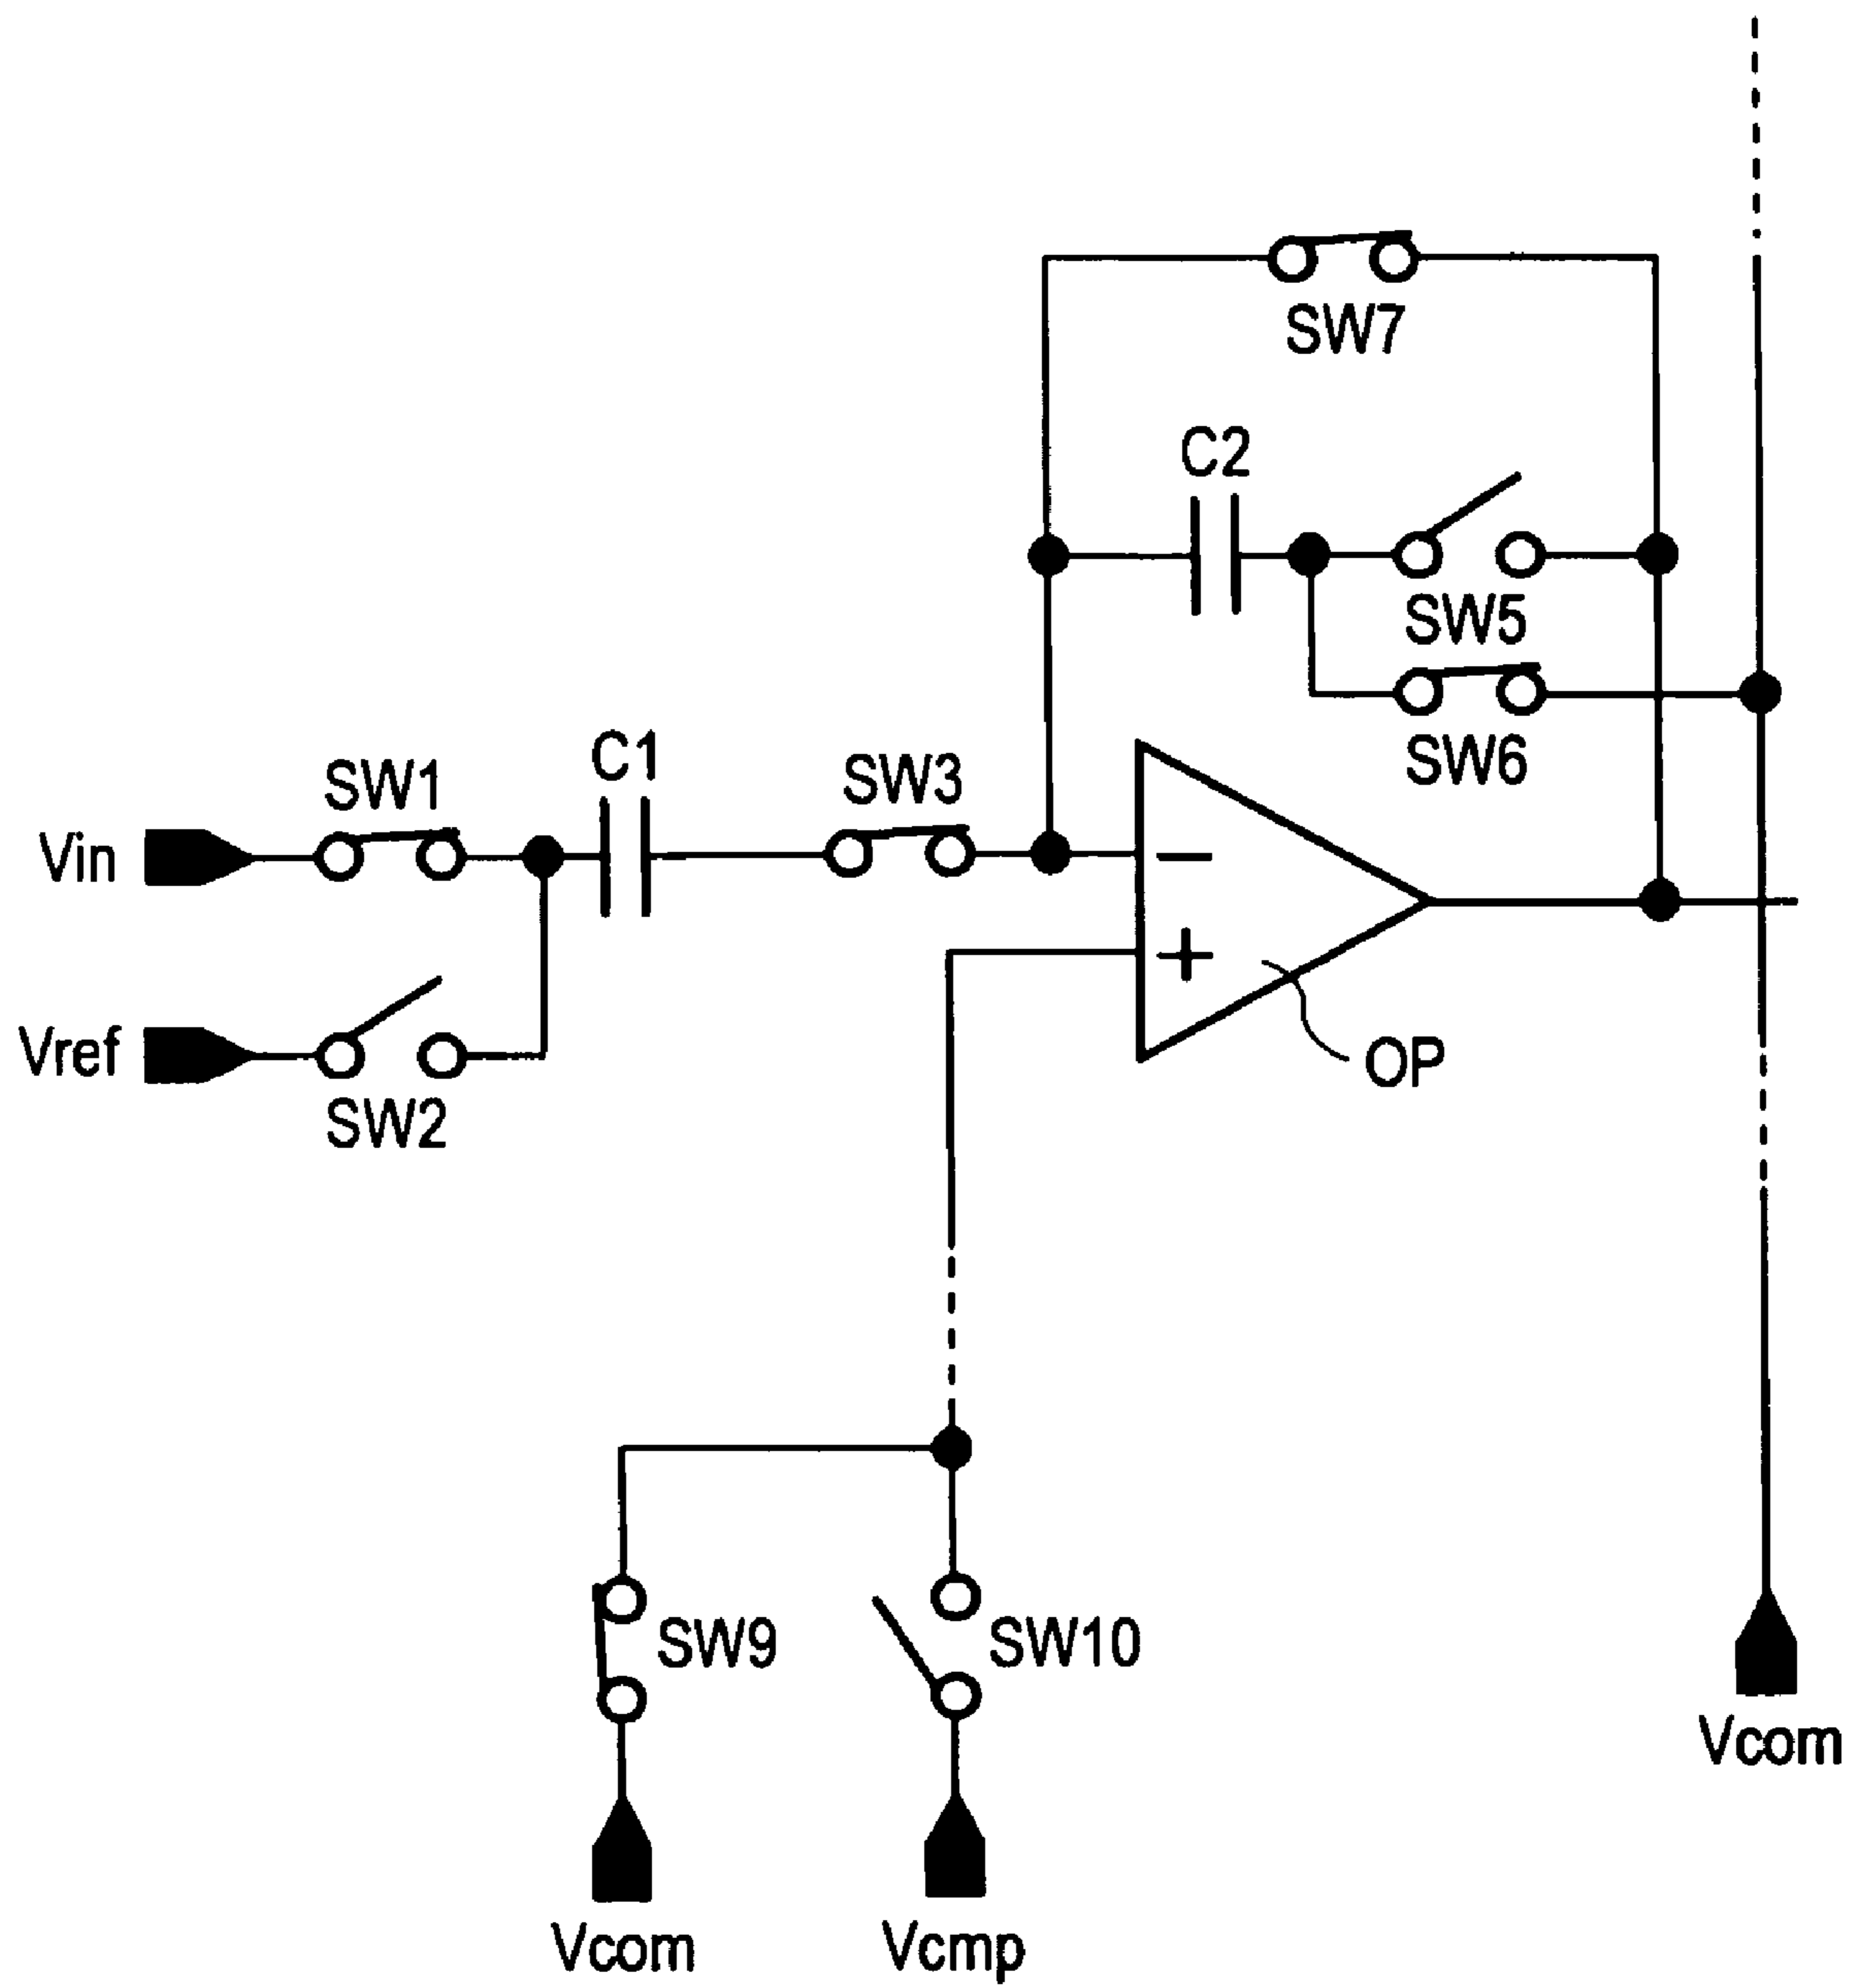 SW7
C2
SW5
SW6
C1
SW1
SW3
Vin
−
+
Vref
OP
SW2
SW9
SW10
Vcom
Vcom
Vcmp